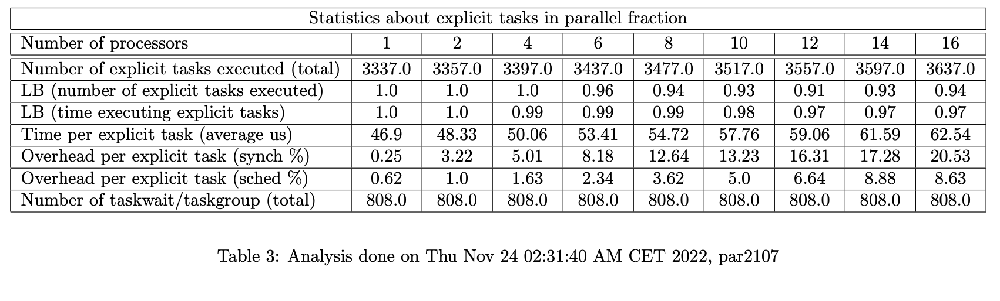 Statistics about explicit tasks in parallel fraction
Number of processors 1 2 4 6 8 10 12 14 16
Number of explicit tasks executed (total) 3337.0 3357.0 3397.0 3437.0 3477.0 3517.0 3557.0 3597.0 3637.0
LB (number of explicit tasks executed) 1.0 1.0 1.0 0.96 0.94 0.93 0.91 0.93 0.94
LB (time executing explicit tasks) 1.0 1.0 0.99 0.99 0.99 0.98 0.97 0.97 0.97
Time per explicit task (average us) 46.9 48.33 50.06 53.41 54.72 57.76 59.06 61.59 62.54
Overhead per explicit task (synch %) 0.25 3.22 5.01 8.18 12.64 13.23 16.31 17.28 20.53
Overhead per explicit task (sched %) 0.62 1.0 1.63 2.34 3.62 5.0 6.64 8.88 8.63
Number of taskwait/taskgroup (total) 808.0 808.0 808.0 808.0 808.0 808.0 808.0 808.0 808.0
Table 3: Analysis done on Thu Nov 24 02:31:40 AM CET 2022, par2107